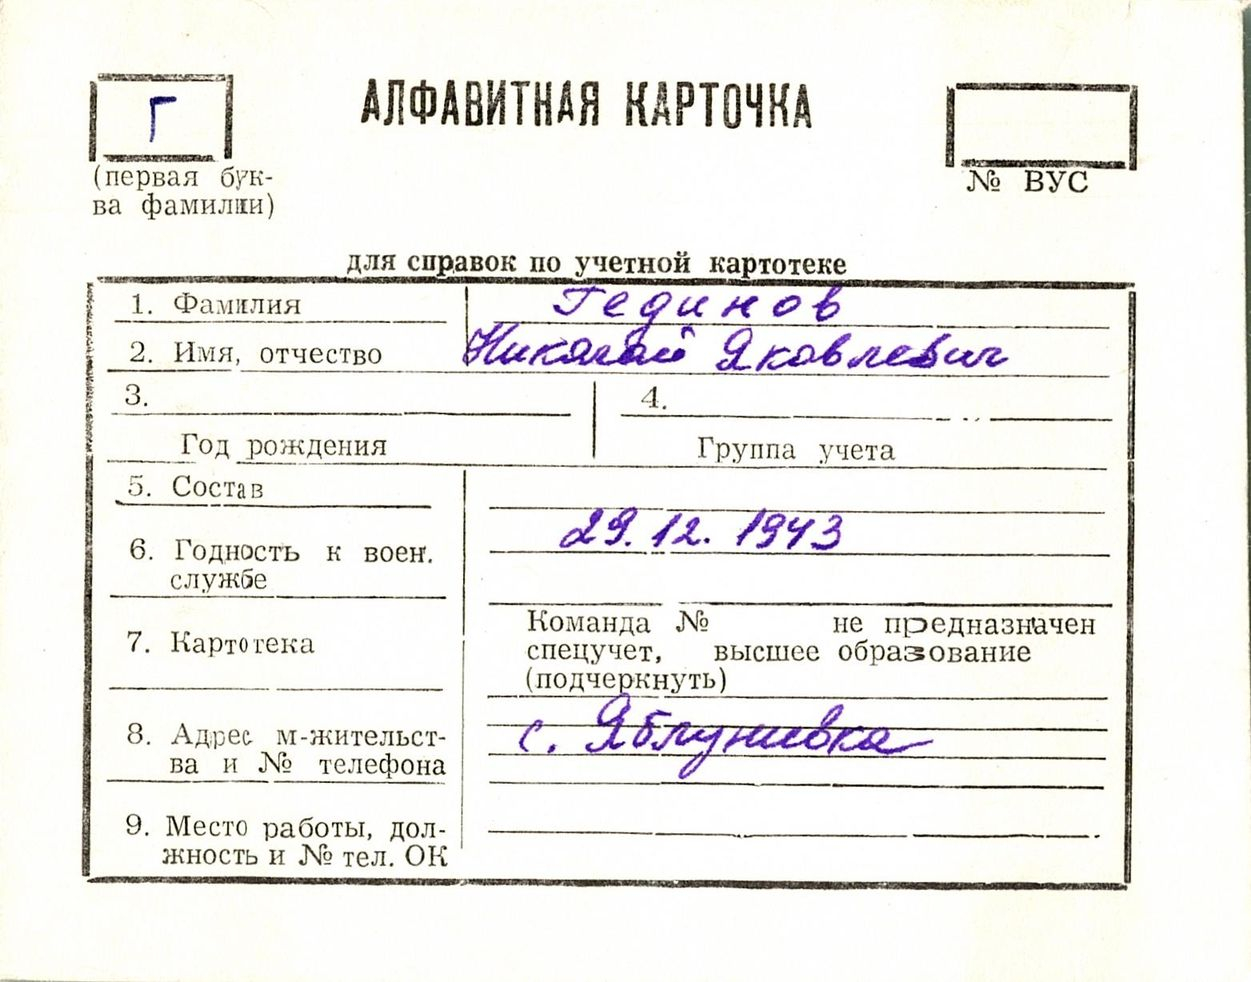 Г
АЛФАВИТНАЯ КАРТОЧКА
(первая бук-
ва фамилии)
№ ВУС
для справок по учетной картотеке
1. Фамилия Гединов
2. Имя, отчество Николай Яковлевич
3. 4.
Год рождения Группа учета
5. Состав
29.12.1943
6. Годность к воен.
службе
7. Картотека
Команда № не предназначен
спецучет, высшее образование
(подчеркнуть)
8. Адрес м-жительст-
ва и № телефона
с. Яблуневка
9. Место работы, дол-
жность и № тел. ОК